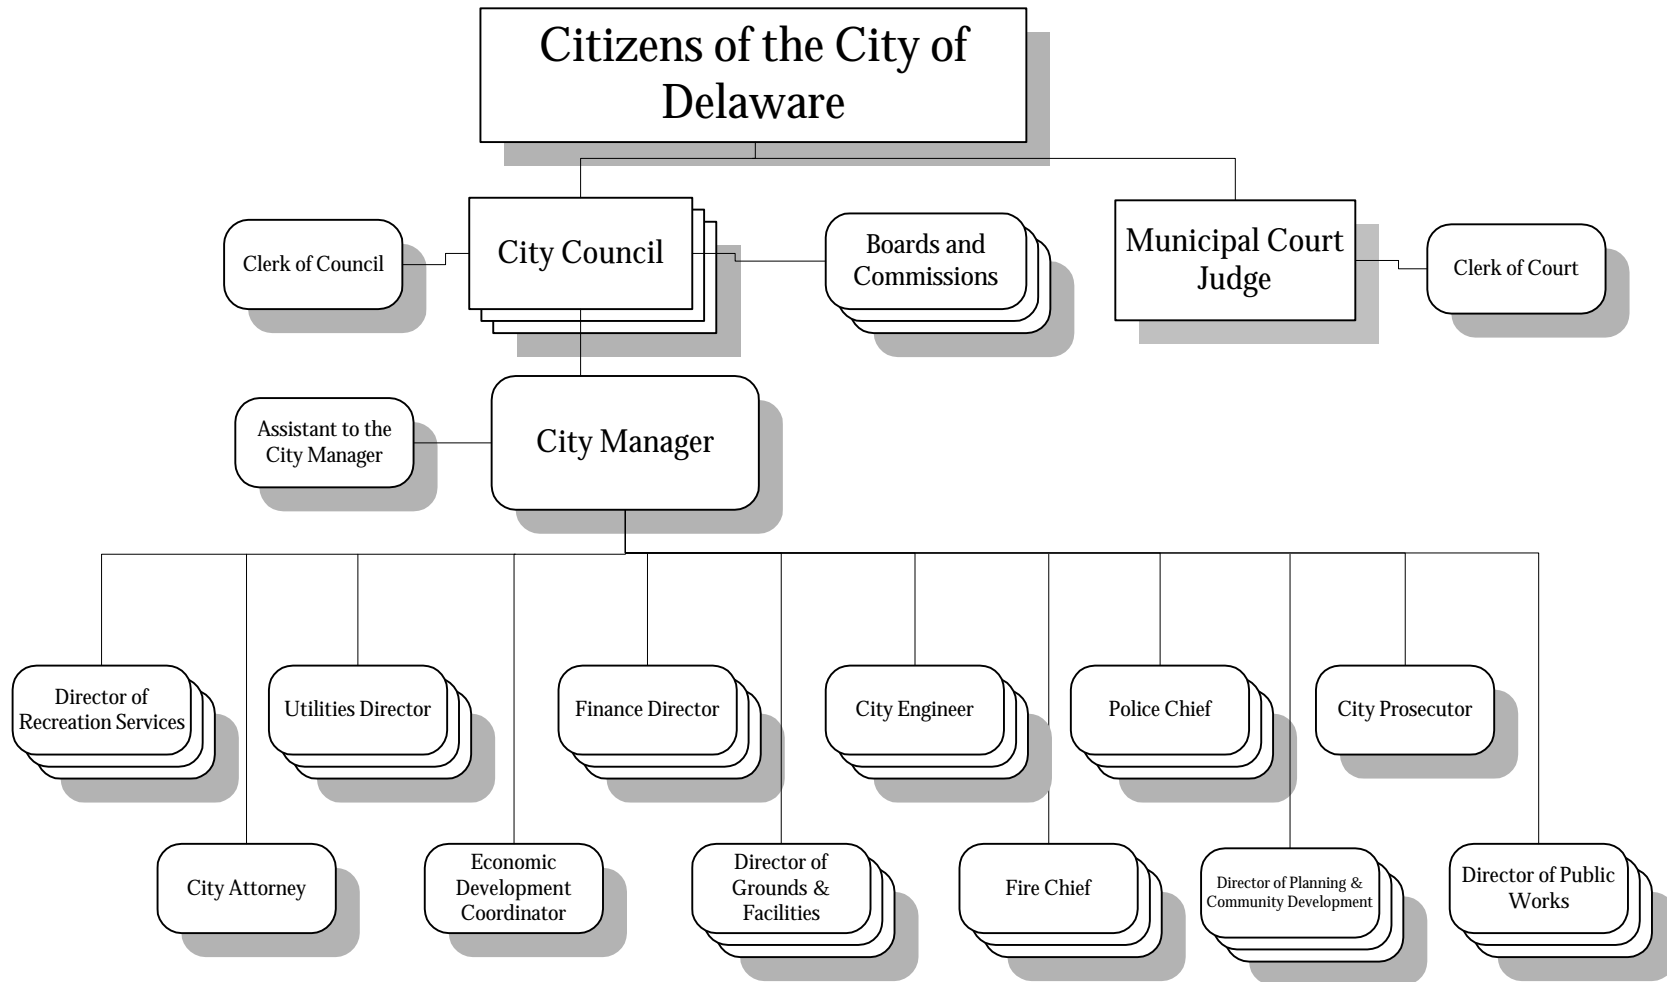 Citizens of the City of
Delaware
Clerk of Council
City Council
Boards and
Commissions
Municipal Court
Judge
Clerk of Court
Assistant to the
City Manager
City Manager
Director of
Recreation Services
Utilities Director
Finance Director
City Engineer
Police Chief
City Prosecutor
City Attorney
Economic
Development
Coordinator
Director of
Grounds &
Facilities
Fire Chief
Director of Planning &
Community Development
Director of Public
Works